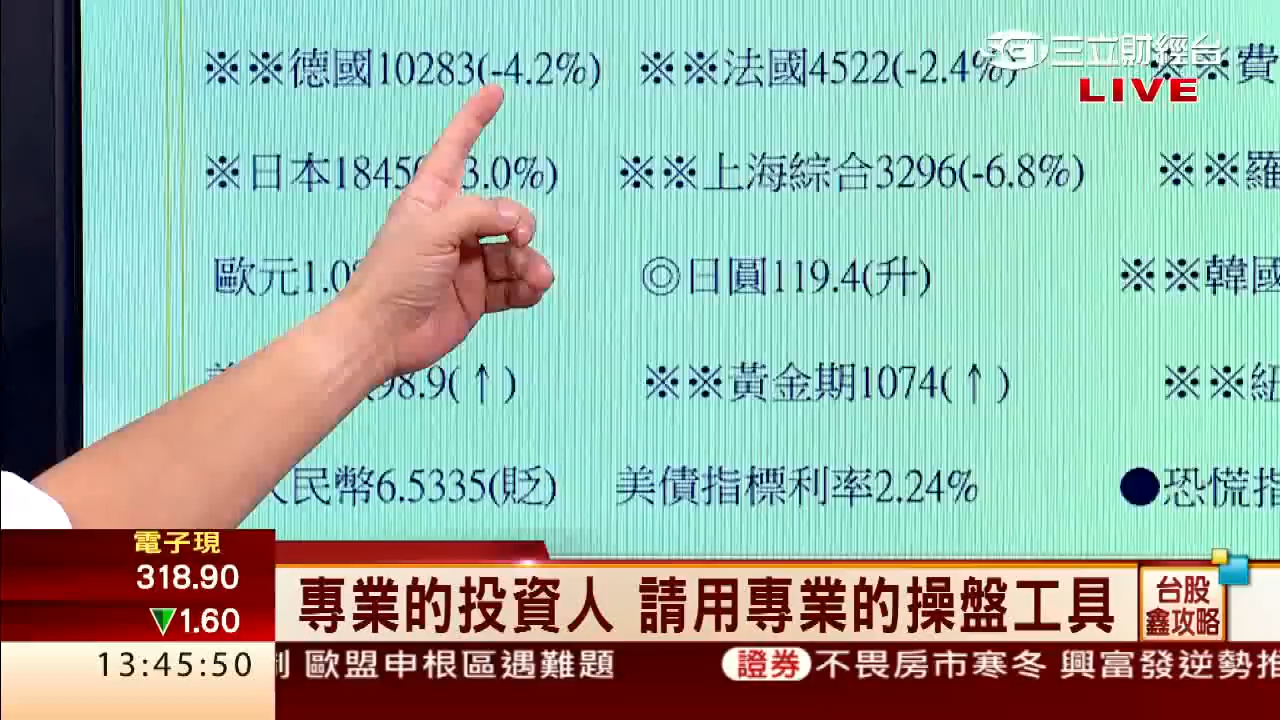 ※※德國10283(-4.2%) ※※法國4522(-2.4%) ※※費
三立財經台
LIVE
※日本1845 3.0%) ※※上海綜合3296(-6.8%) ※※羅
歐元1.0 ◎日圓119.4(升) ※※韓國
98.9(↑) ※※黃金期1074(↑) ※※紐
民幣6.5335(貶) 美債指標利率2.24% ●恐慌指
電子現
318.90
▼1.60
專業的投資人 請用專業的操盤工具
台股
鑫攻略
13:45:50 歐盟申根區遇難題 證券 不畏房市寒冬 興富發逆勢推